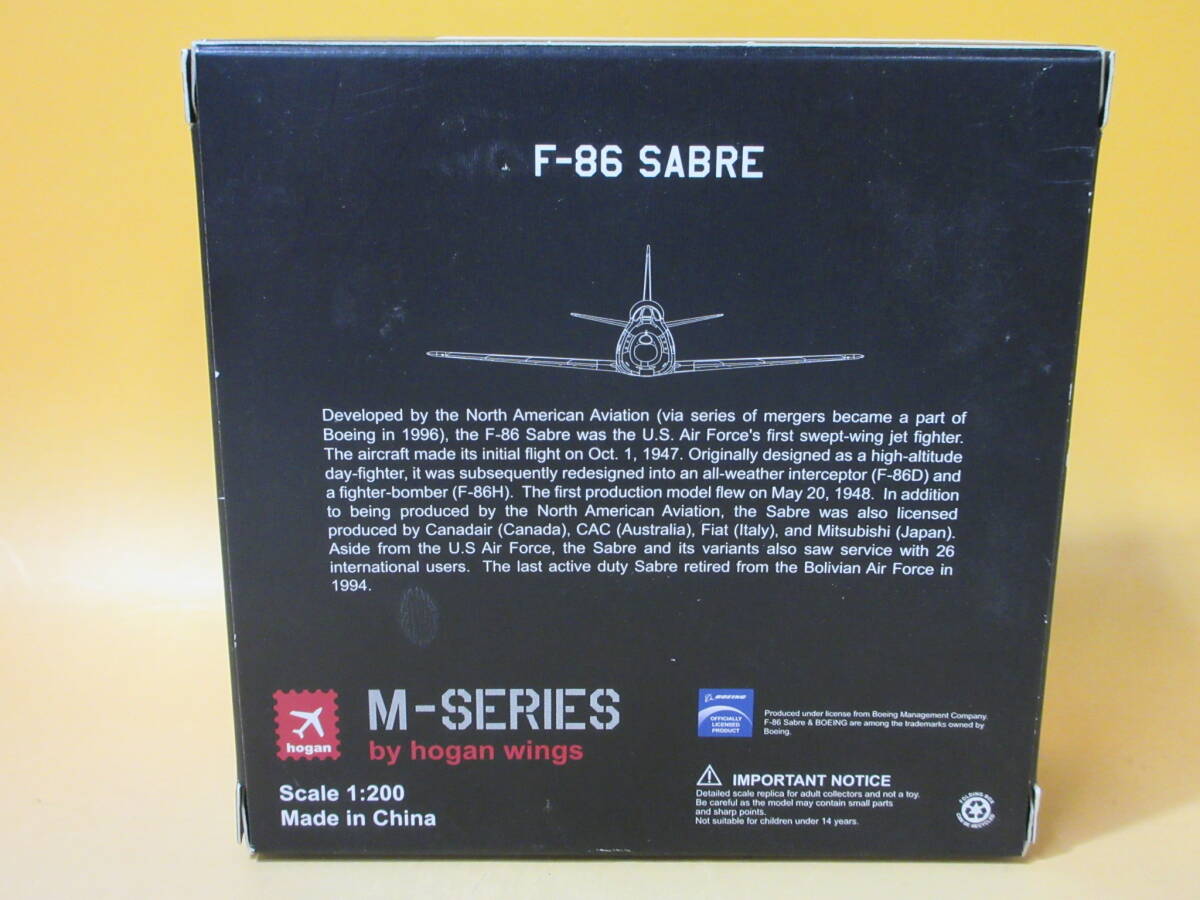 F-86 SABRE
Developed by the North American Aviation (via series of mergers became a part of
Boeing in 1996), the F-86 Sabre was the U.S. Air Force's first swept-wing jet fighter.
The aircraft made its initial flight on Oct. 1, 1947. Originally designed as a high-altitude
day-fighter, it was subsequently redesigned into an all-weather interceptor (F-86D) and
a fighter-bomber (F-86H). The first production model flew on May 20, 1948. In addition
to being produced by the North American Aviation, the Sabre was also licensed
produced by Canadair (Canada), CAC (Australia), Fiat (Italy), and Mitsubishi (Japan).
Aside from the U.S Air Force, the Sabre and its variants also saw service with 26
international users. The last active duty Sabre retired from the Bolivian Air Force in
1994.
hogan
M-SERIES
by hogan wings
Scale 1:200
Made in China
BOEING
OFFICIALLY
LICENSED
PRODUCT
Produced under license from Boeing Management Company.
F-86 Sabre & BOEING are among the trademarks owned by
Boeing.
IMPORTANT NOTICE
Detailed scale replica for adult collectors and not a toy.
Be careful as the model may contain small parts
and sharp points.
Not suitable for children under 14 years.
FOLDING BOX
CAN BE RECYCLED